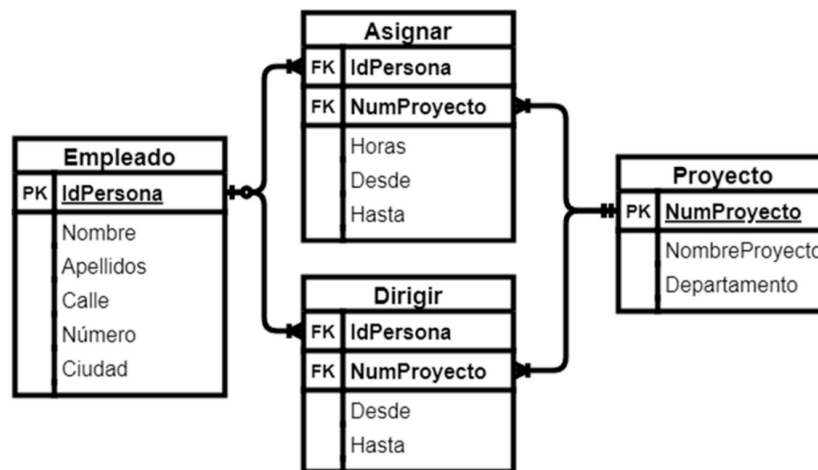 Asignar
FK IdPersona
FK NumProyecto
Horas
Desde
Hasta
Empleado
PK IdPersona
Nombre
Apellidos
Calle
Número
Ciudad
Proyecto
PK NumProyecto
NombreProyecto
Departamento
Dirigir
FK IdPersona
FK NumProyecto
Desde
Hasta